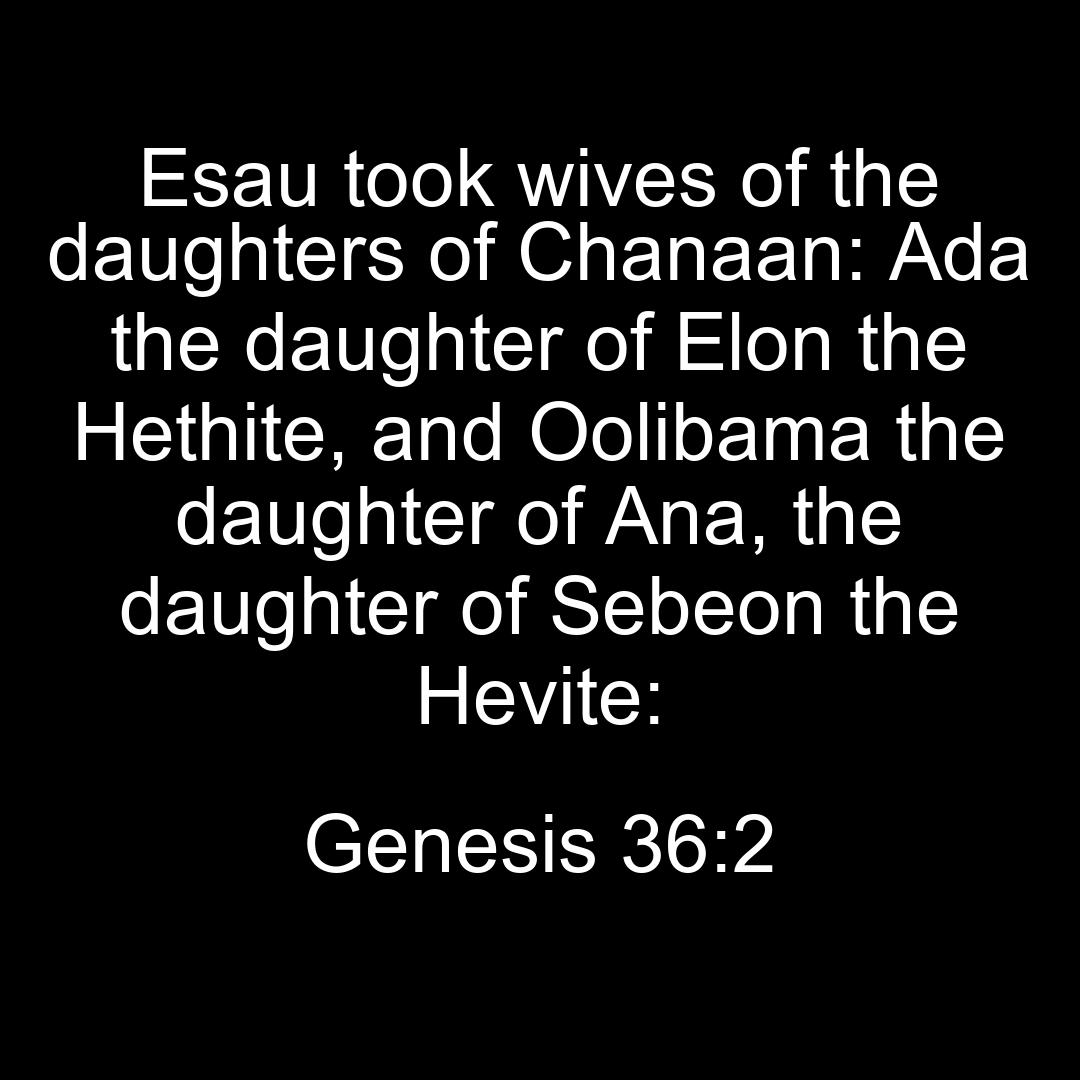 Esau took wives of the
daughters of Chanaan: Ada
the daughter of Elon the
Hethite, and Oolibama the
daughter of Ana, the
daughter of Sebeon the
Hevite:
Genesis 36:2